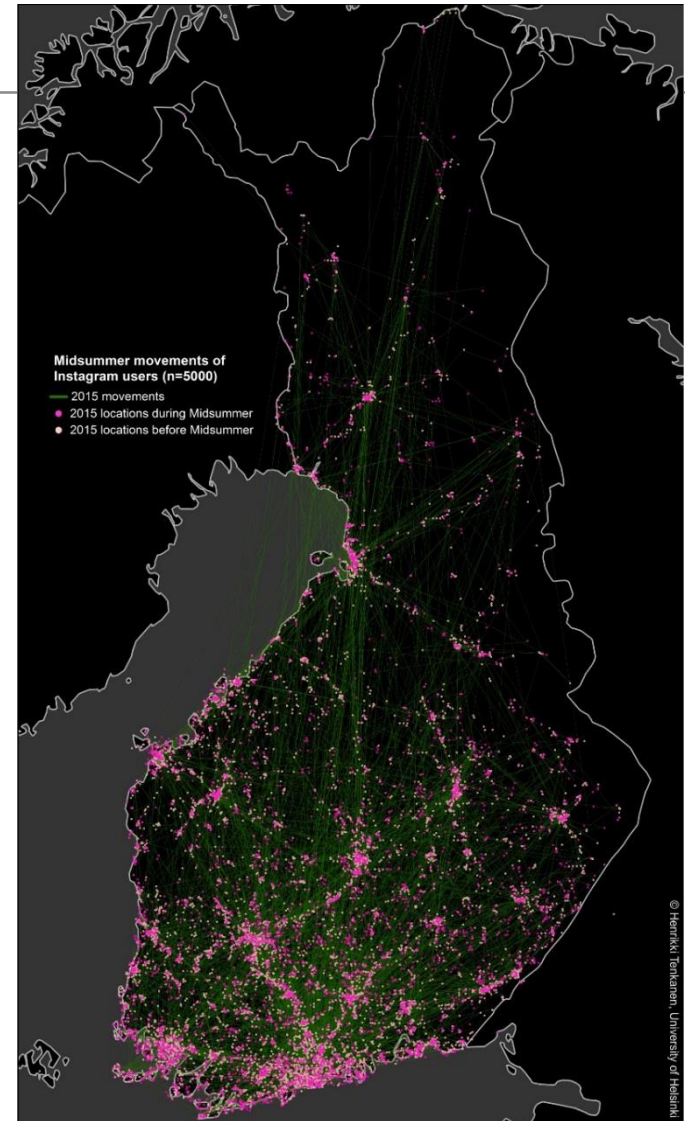 Midsummer movements of
Instagram users (n=5000)
2015 movements
2015 locations during Midsummer
2015 locations before Midsummer
© Henrikki Tenkanen, University of Helsinki